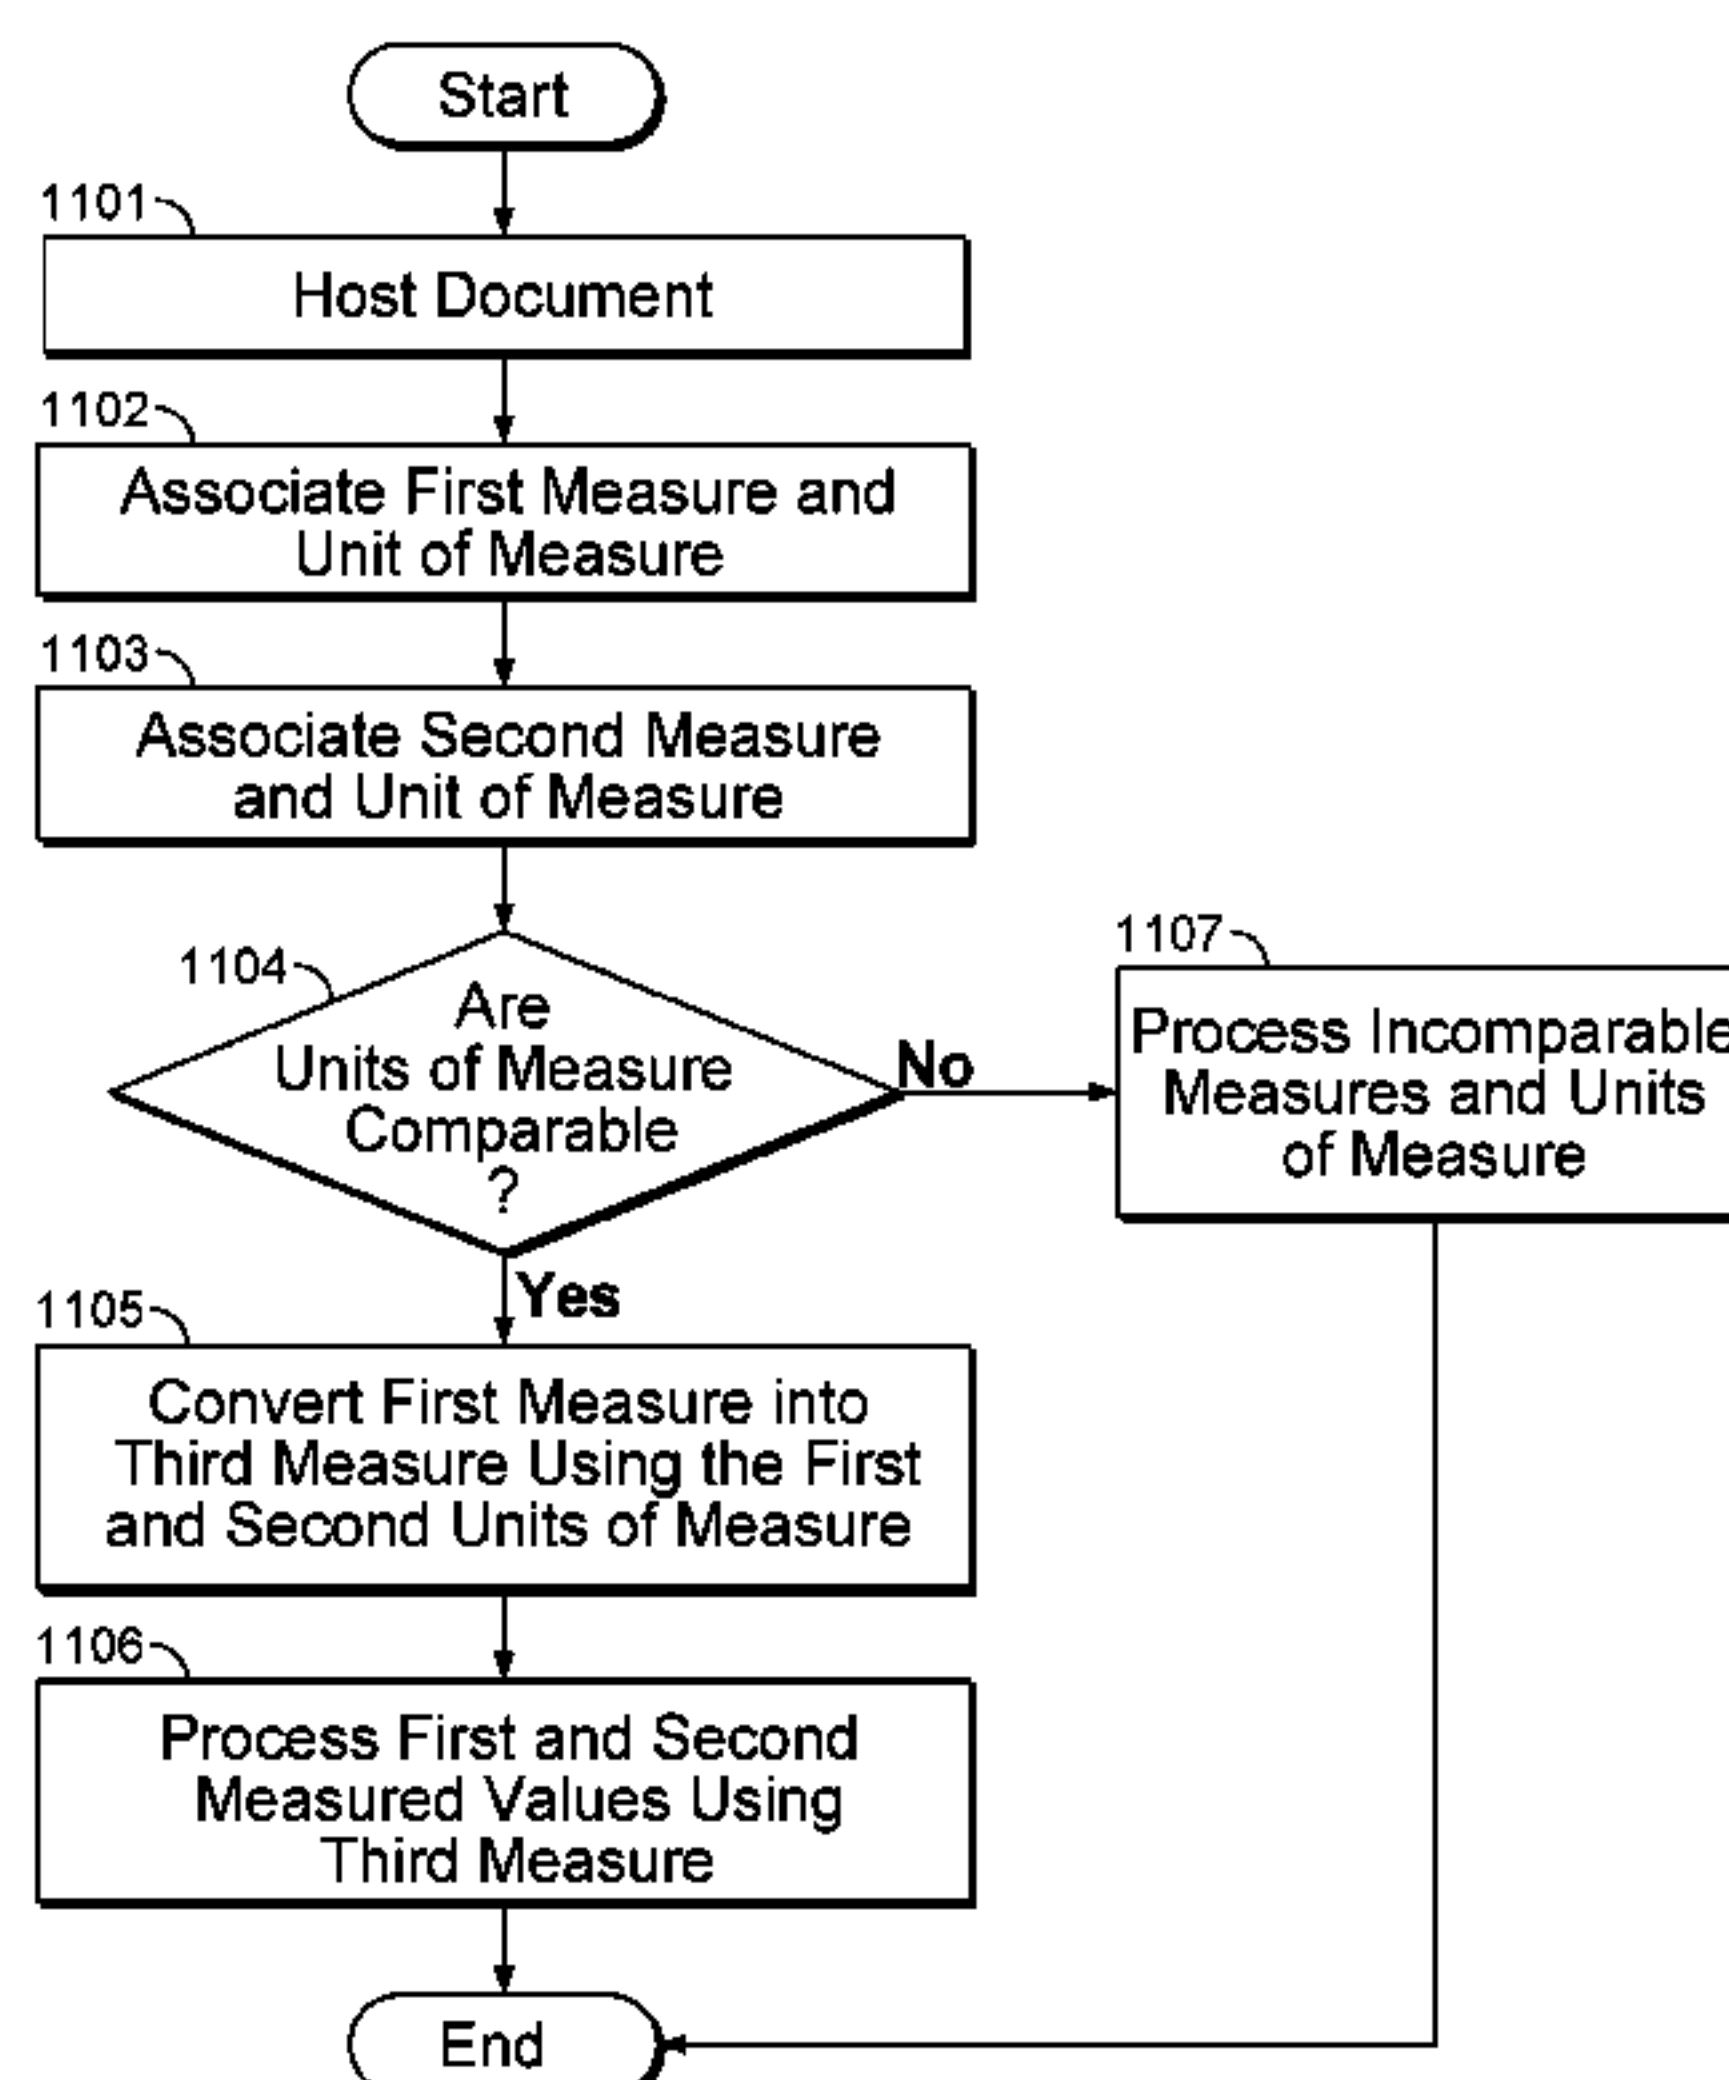 Start
1101
Host Document
1102
Associate First Measure and
Unit of Measure
1103
Associate Second Measure
and Unit of Measure
1104
Are
Units of Measure
Comparable
?
No
1107
Process Incomparable
Measures and Units
of Measure
Yes
1105
Convert First Measure into
Third Measure Using the First
and Second Units of Measure
1106
Process First and Second
Measured Values Using
Third Measure
End